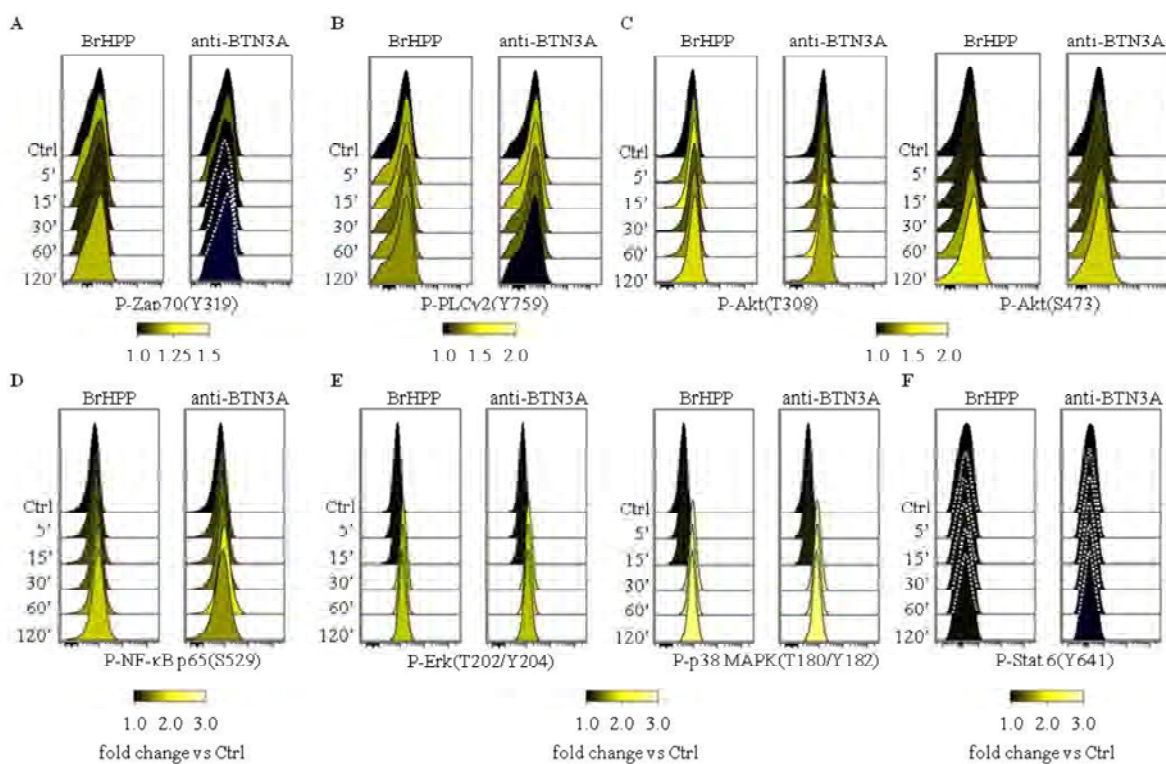 A
BrHPP anti-BTN3A
Ctrl
5'
15'
30'
60'
120'
P-Zap70(Y319)
1.0 1.25 1.5
B
BrHPP anti-BTN3A
Ctrl
5'
15'
30'
60'
120'
P-PLCγ2(Y759)
1.0 1.5 2.0
C
BrHPP anti-BTN3A BrHPP anti-BTN3A
Ctrl
5'
15'
30'
60'
120'
P-Akt(T308) P-Akt(S473)
1.0 1.5 2.0
D
BrHPP anti-BTN3A
Ctrl
5'
15'
30'
60'
120'
P-NF-κB p65(S529)
1.0 2.0 3.0
fold change vs Ctrl
E
BrHPP anti-BTN3A BrHPP anti-BTN3A
Ctrl
5'
15'
30'
60'
120'
P-Erk(T202/Y204) P-p38 MAPK(T180/Y182)
1.0 2.0 3.0
fold change vs Ctrl
F
BrHPP anti-BTN3A
Ctrl
5'
15'
30'
60'
120'
P-Stat6(Y641)
1.0 2.0 3.0
fold change vs Ctrl